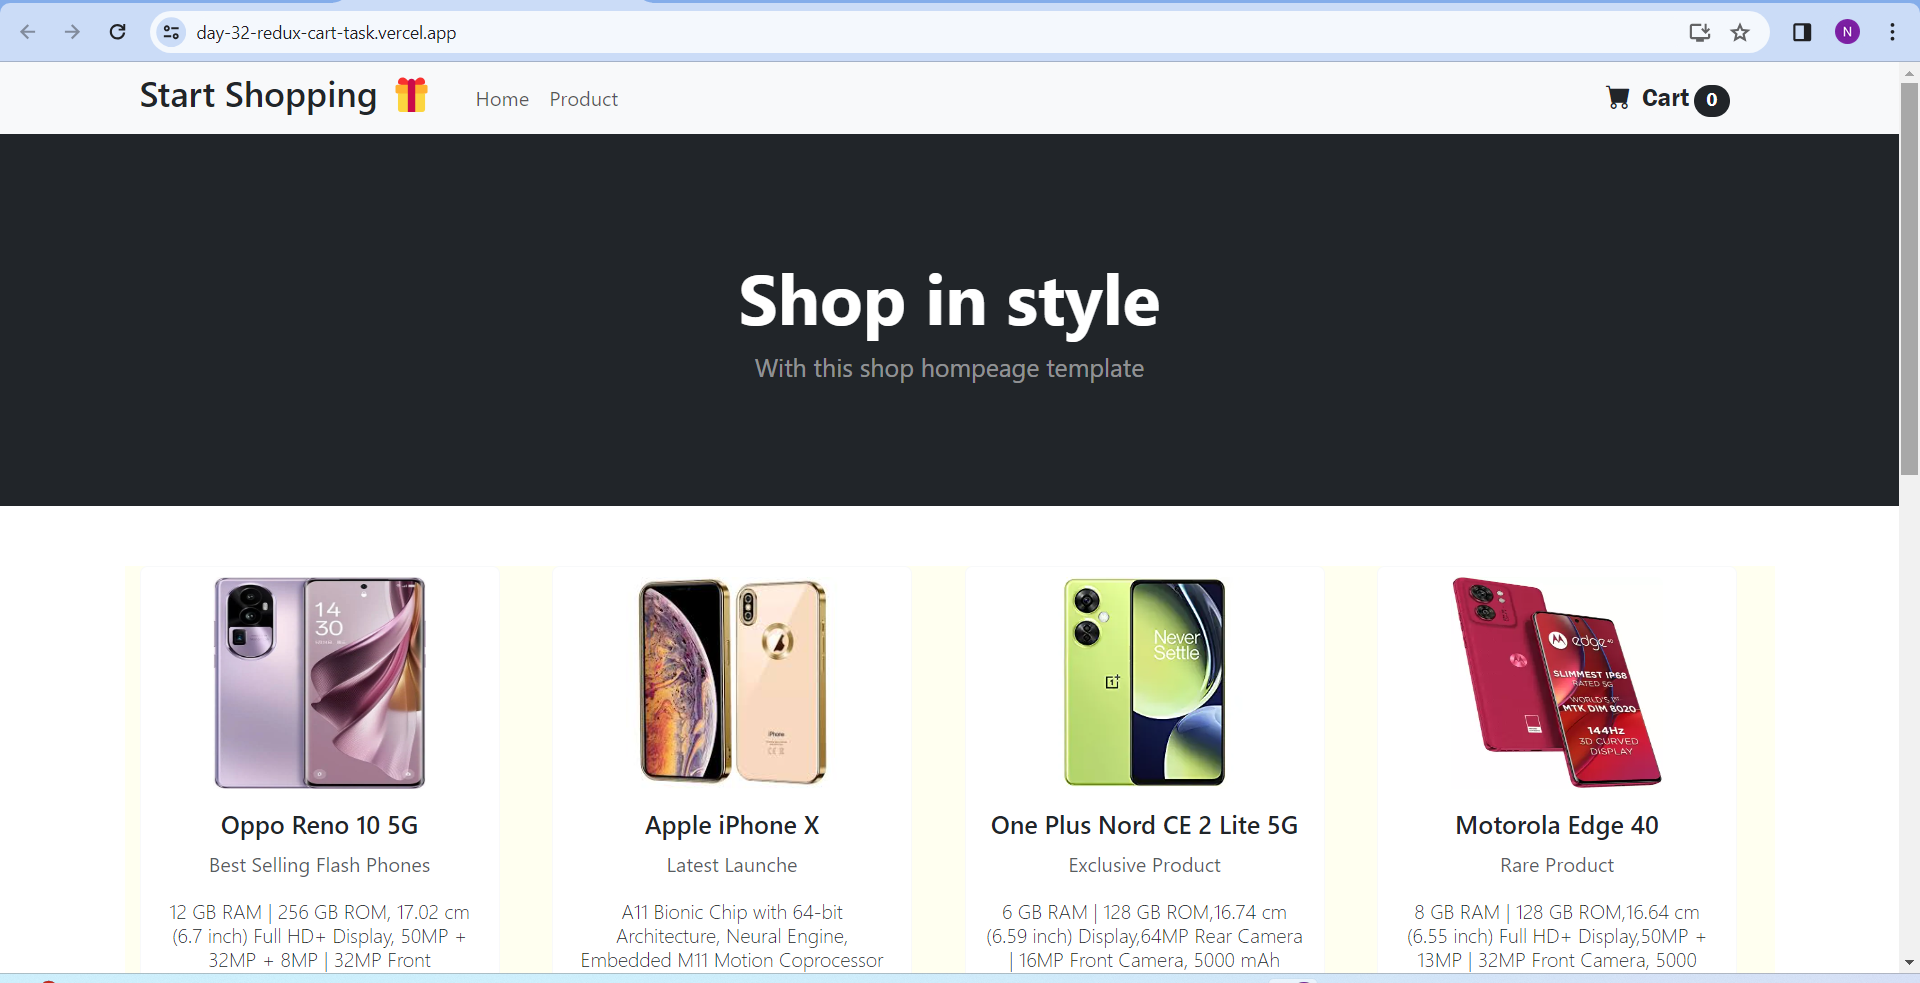 day-32-redux-cart-task.vercel.app
N
Start Shopping
Home
Product
Cart 0
Shop in style
With this shop hompeage template
14
30
Never
Settle
edge 40
SLIMMEST IP68
RATED 5G
WORLD'S 1ST
MTK DIM 8020
144Hz
3D CURVED
DISPLAY
iPhone
Oppo Reno 10 5G
Best Selling Flash Phones
12 GB RAM | 256 GB ROM, 17.02 cm
(6.7 inch) Full HD+ Display, 50MP +
32MP + 8MP | 32MP Front
Apple iPhone X
Latest Launche
A11 Bionic Chip with 64-bit
Architecture, Neural Engine,
Embedded M11 Motion Coprocessor
One Plus Nord CE 2 Lite 5G
Exclusive Product
6 GB RAM | 128 GB ROM,16.74 cm
(6.59 inch) Display,64MP Rear Camera
| 16MP Front Camera, 5000 mAh
Motorola Edge 40
Rare Product
8 GB RAM | 128 GB ROM,16.64 cm
(6.55 inch) Full HD+ Display,50MP +
13MP | 32MP Front Camera, 5000